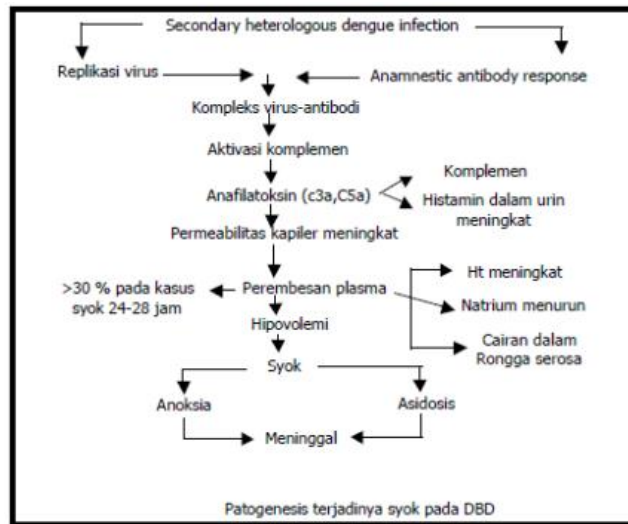 Secondary heterologous dengue infection
Replikasi virus
Anamnestic antibody response
Kompleks virus-antibodi
Aktivasi komplemen
Komplemen
Anafilatoksin (c3a,C5a)
Histamin dalam urin
meningkat
Permeabilitas kapiler meningkat
Ht meningkat
>30 % pada kasus
syok 24-28 jam
Perembesan plasma
Natrium menurun
Hipovolemi
Cairan dalam
Rongga serosa
Syok
Anoksia
Asidosis
Meninggal
Patogenesis terjadinya syok pada DBD